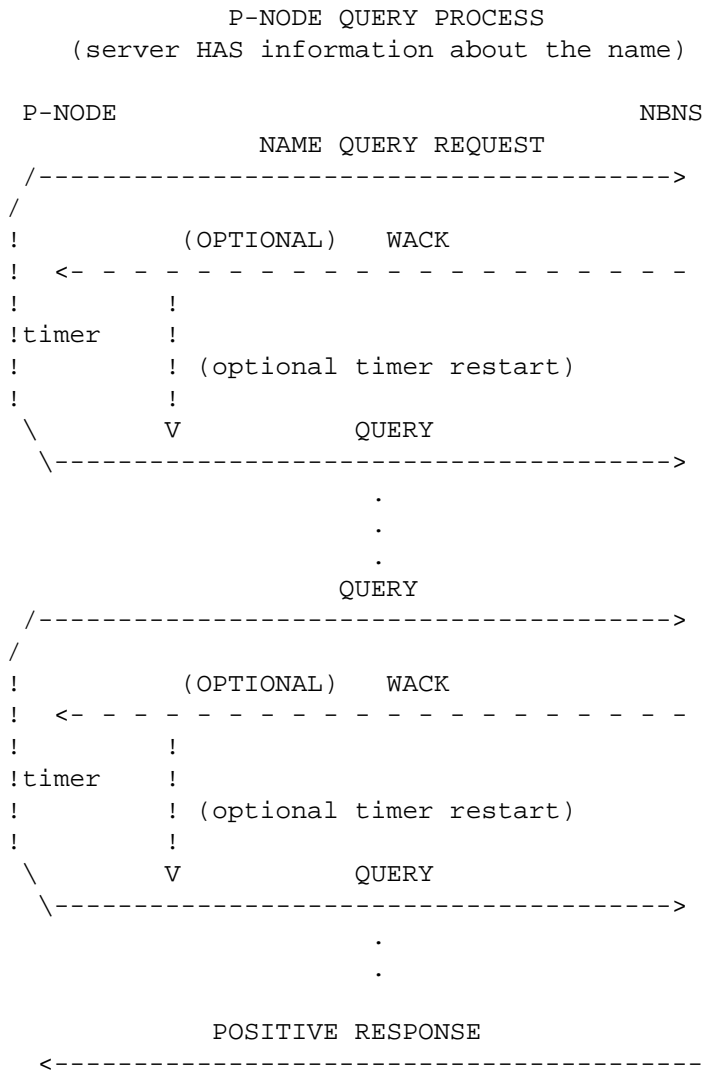 P-NODE QUERY PROCESS
(server HAS information about the name)
P-NODE NBNS
NAME QUERY REQUEST
/---------------------------------------->
/
! (OPTIONAL) WACK
! <- - - - - - - - - - - - - - - - - - - -
! !
!timer !
! ! (optional timer restart)
! !
\ V QUERY
\--------------------------------------->
.
.
.
QUERY
/---------------------------------------->
/
! (OPTIONAL) WACK
! <- - - - - - - - - - - - - - - - - - - -
! !
!timer !
! ! (optional timer restart)
! !
\ V QUERY
\--------------------------------------->
.
.
POSITIVE RESPONSE
<-----------------------------------------